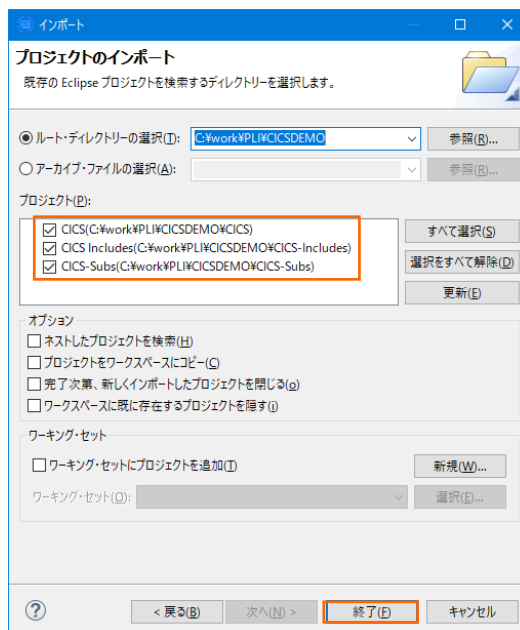 インポート
プロジェクトのインポート
既存の Eclipse プロジェクトを検索するディレクトリーを選択します。
ルート・ディレクトリーの選択(T): C:¥work¥PLI¥CICSDEMO 参照(R)...
アーカイブ・ファイルの選択(A): 参照(R)...
プロジェクト(P):
CICS(C:¥work¥PLI¥CICSDEMO¥CICS) すべて選択(S)
CICS Includes(C:¥work¥PLI¥CICSDEMO¥CICS-Includes) 選択をすべて解除(D)
CICS-Subs(C:¥work¥PLI¥CICSDEMO¥CICS-Subs)
更新(E)
オプション
ネストしたプロジェクトを検索(H)
プロジェクトをワークスペースにコピー(C)
完了次第、新しくインポートしたプロジェクトを閉じる(o)
ワークスペースに既に存在するプロジェクトを隠す(i)
ワーキング・セット
ワーキング・セットにプロジェクトを追加(T) 新規(W)...
ワーキング・セット(O): 選択(E)...
? < 戻る(B) 次へ(N) > 終了(F) キャンセル